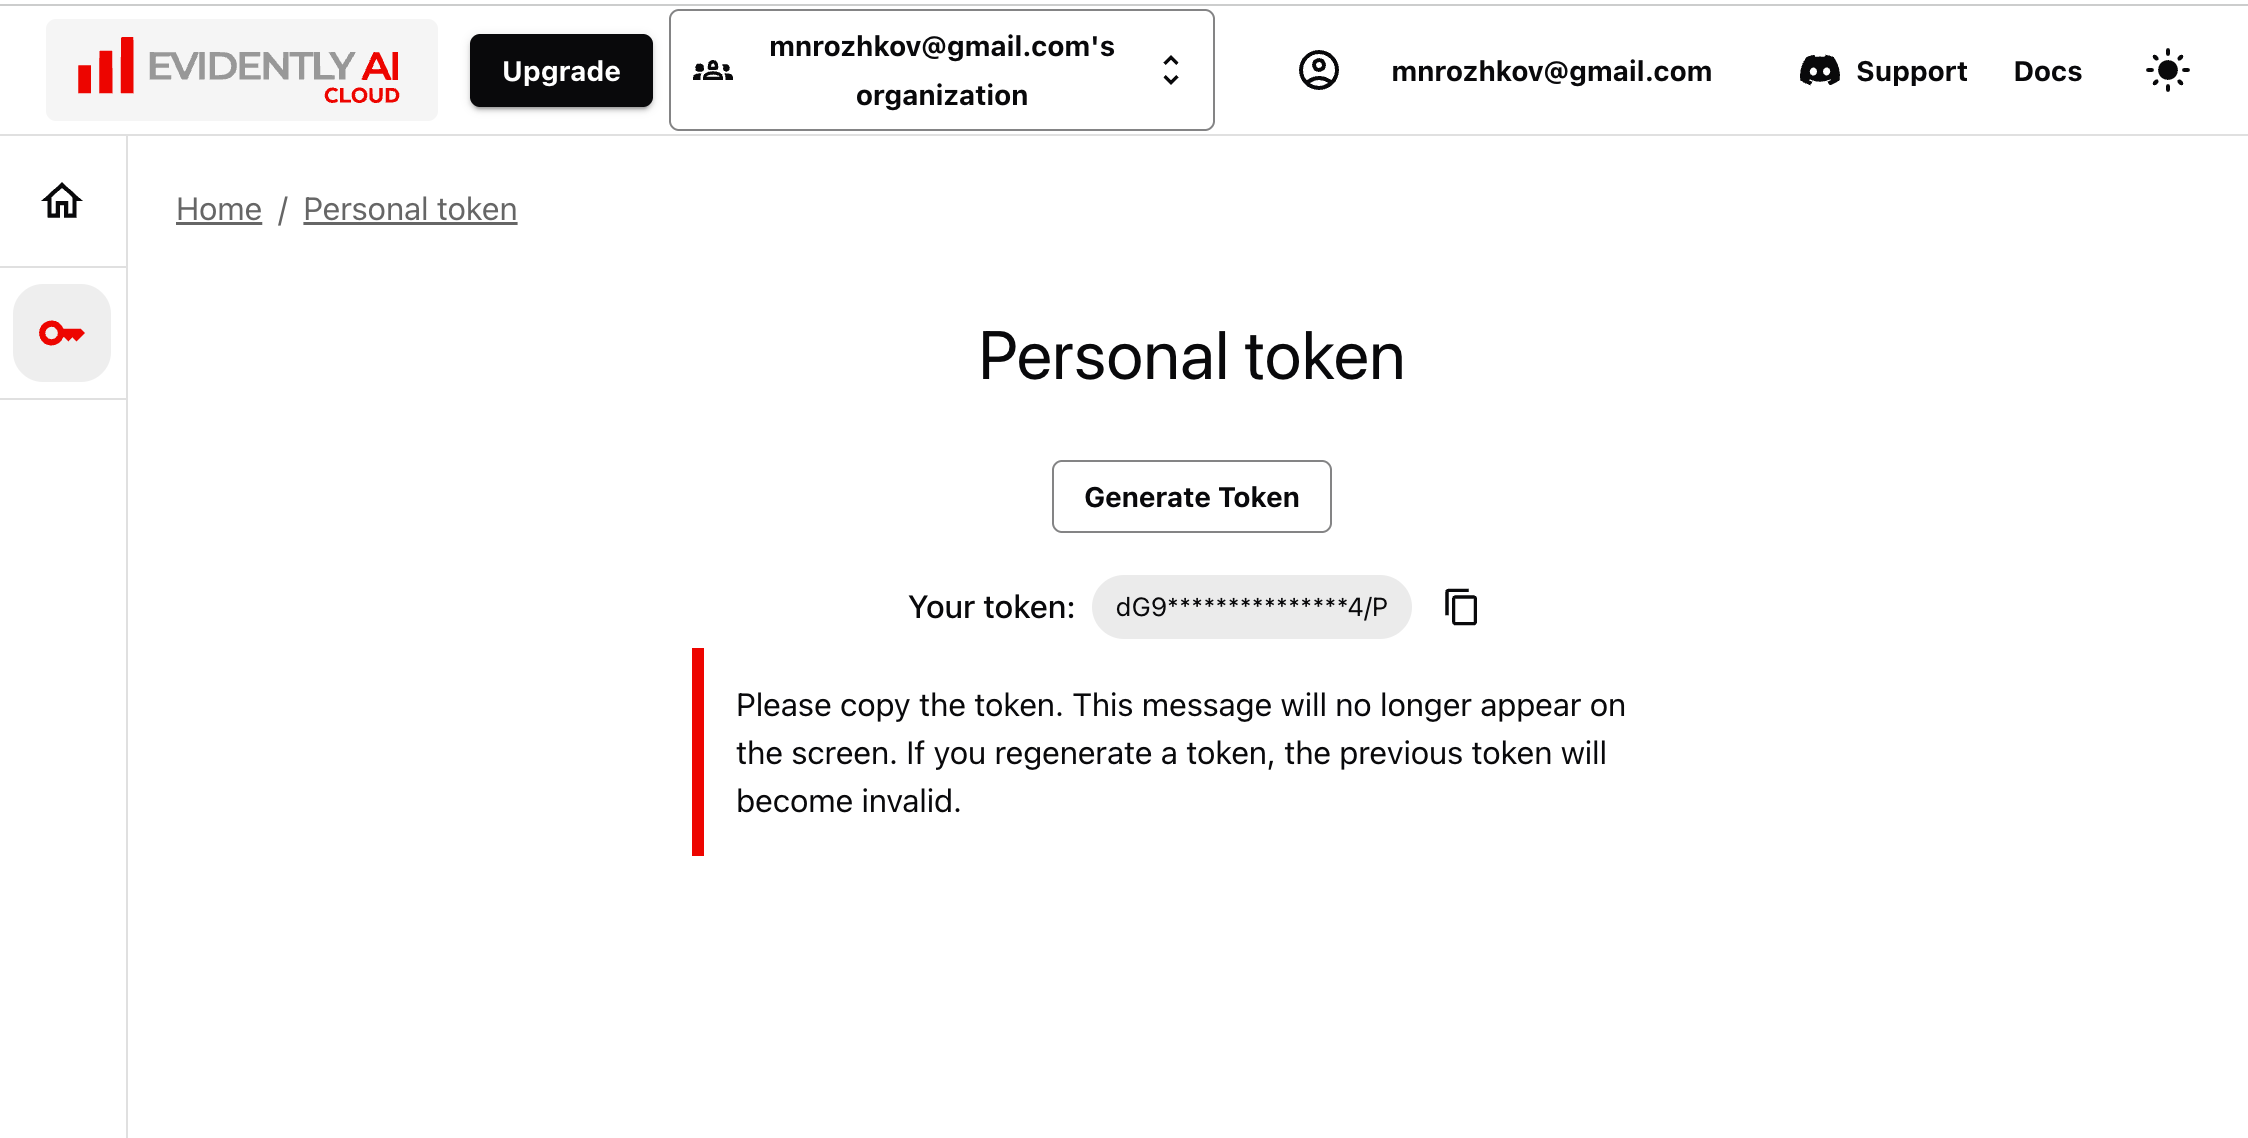 EVIDENTLY AI
CLOUD
Upgrade
mnrozhkov@gmail.com's
organization
mnrozhkov@gmail.com
Support
Docs
Home / Personal token
Personal token
Generate Token
Your token: dG9***************4/P
Please copy the token. This message will no longer appear on
the screen. If you regenerate a token, the previous token will
become invalid.